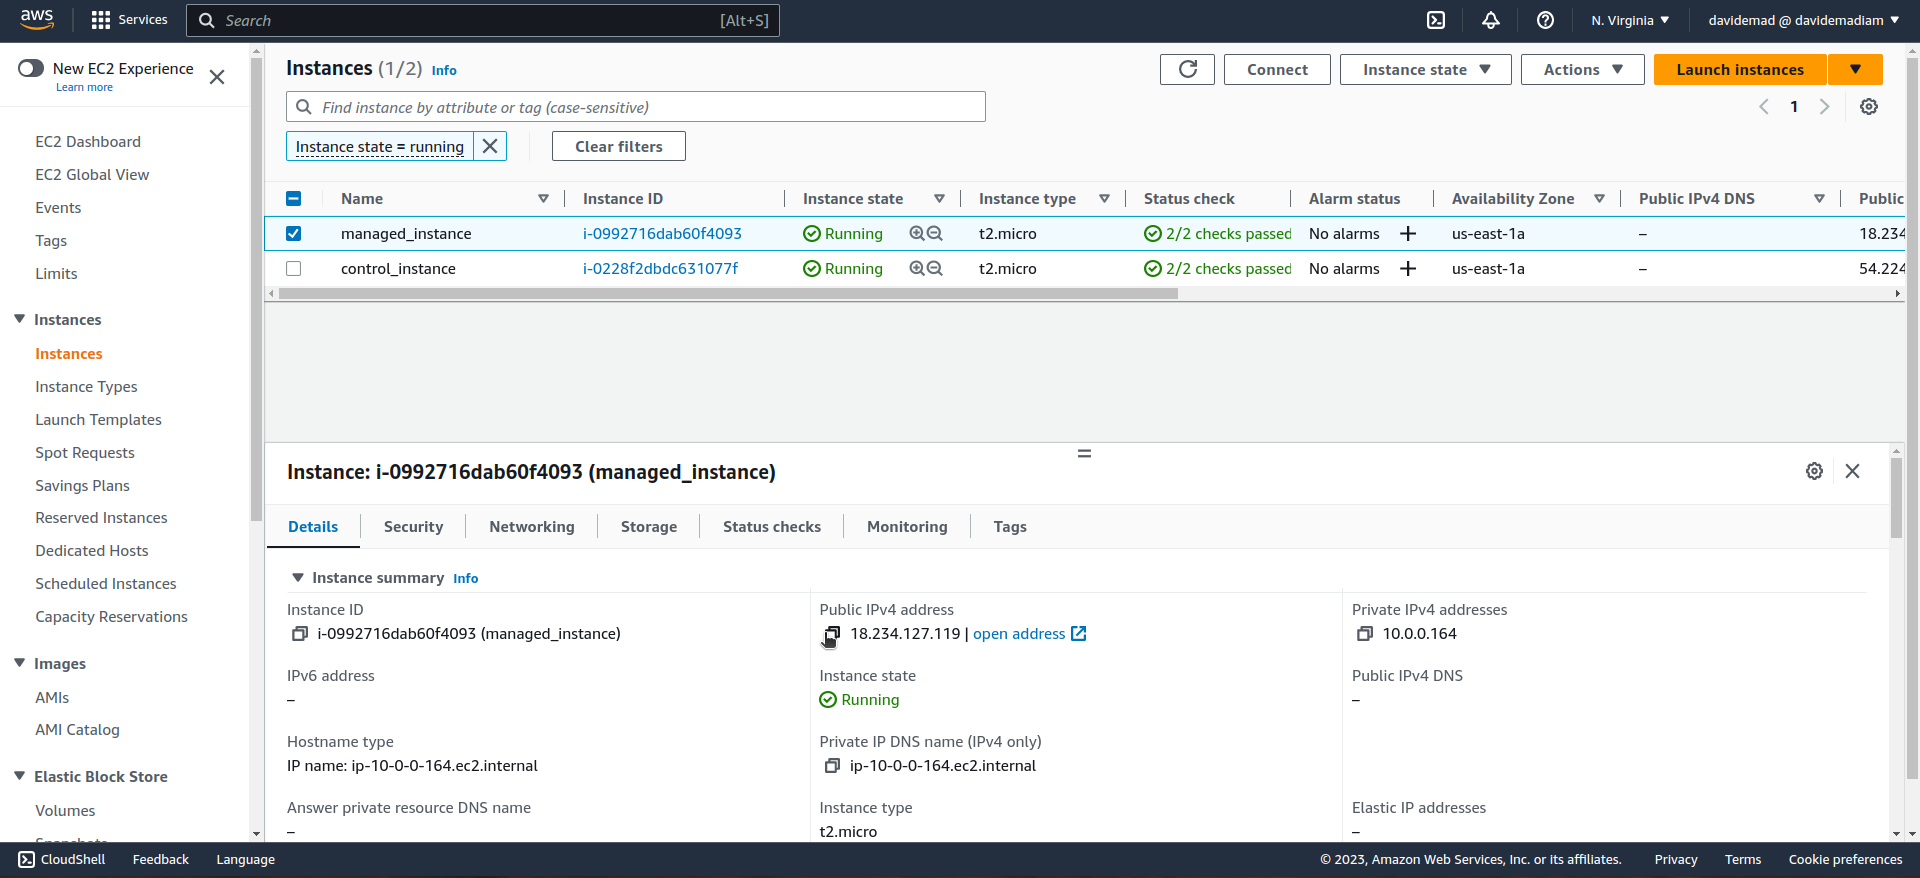 aws
Services
Search [Alt+S]
N. Virginia
davidemad @ davidemadiam
New EC2 Experience
Learn more
EC2 Dashboard
EC2 Global View
Events
Tags
Limits
Instances
Instances
Instance Types
Launch Templates
Spot Requests
Savings Plans
Reserved Instances
Dedicated Hosts
Scheduled Instances
Capacity Reservations
Images
AMIs
AMI Catalog
Elastic Block Store
Volumes
Instances (1/2) Info
Connect
Instance state
Actions
Launch instances
Find instance by attribute or tag (case-sensitive)
1
Instance state = running
Clear filters
Name Instance ID Instance state Instance type Status check Alarm status Availability Zone Public IPv4 DNS Public
managed_instance i-0992716dab60f4093 Running t2.micro 2/2 checks passed No alarms + us-east-1a – 18.234
control_instance i-0228f2dbdc631077f Running t2.micro 2/2 checks passed No alarms + us-east-1a – 54.224
Instance: i-0992716dab60f4093 (managed_instance)
Details Security Networking Storage Status checks Monitoring Tags
Instance summary Info
Instance ID
i-0992716dab60f4093 (managed_instance)
Public IPv4 address
18.234.127.119 | open address
Private IPv4 addresses
10.0.0.164
IPv6 address
–
Instance state
Running
Public IPv4 DNS
–
Hostname type
IP name: ip-10-0-0-164.ec2.internal
Private IP DNS name (IPv4 only)
ip-10-0-0-164.ec2.internal
Answer private resource DNS name
–
Instance type
t2.micro
Elastic IP addresses
–
CloudShell Feedback Language
© 2023, Amazon Web Services, Inc. or its affiliates. Privacy Terms Cookie preferences